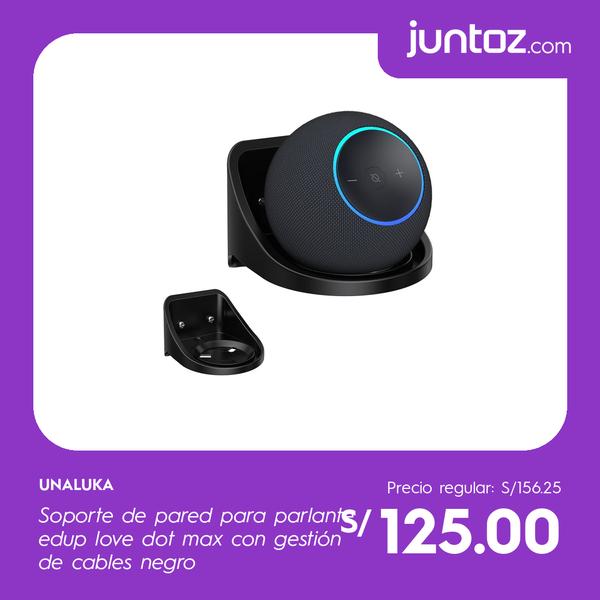 juntoz.com
UNALUKA
Soporte de pared para parlante
edup love dot max con gestión
de cables negro
Precio regular: S/156.25
S/125.00